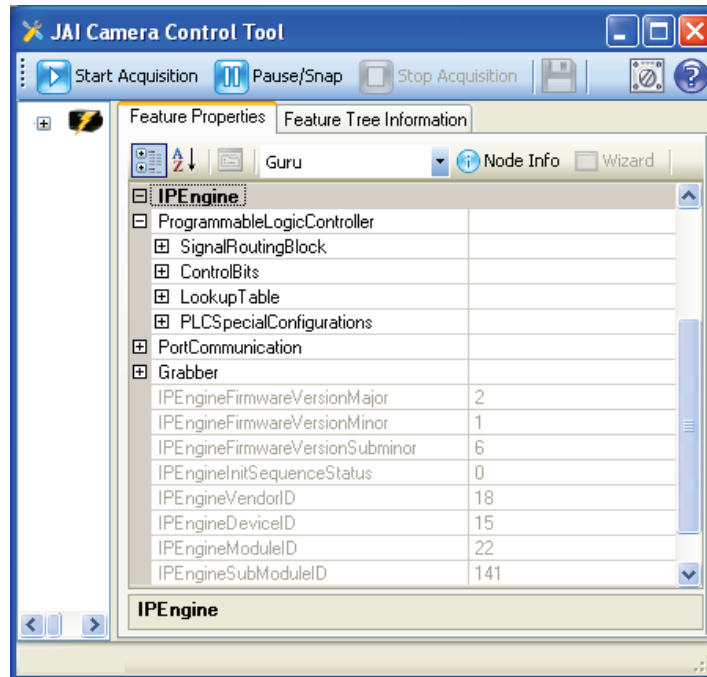 JAI Camera Control Tool
Start Acquisition Pause/Snap Stop Acquisition
Feature Properties Feature Tree Information
Guru Node Info Wizard
IPEngine
ProgrammableLogicController
SignalRoutingBlock
ControlBits
LookupTable
PLCSpecialConfigurations
PortCommunication
Grabber
IPEngineFirmwareVersionMajor 2
IPEngineFirmwareVersionMinor 1
IPEngineFirmwareVersionSubminor 6
IPEngineInitSequenceStatus 0
IPEngineVendorID 18
IPEngineDeviceID 15
IPEngineModuleID 22
IPEngineSubModuleID 141
IPEngine